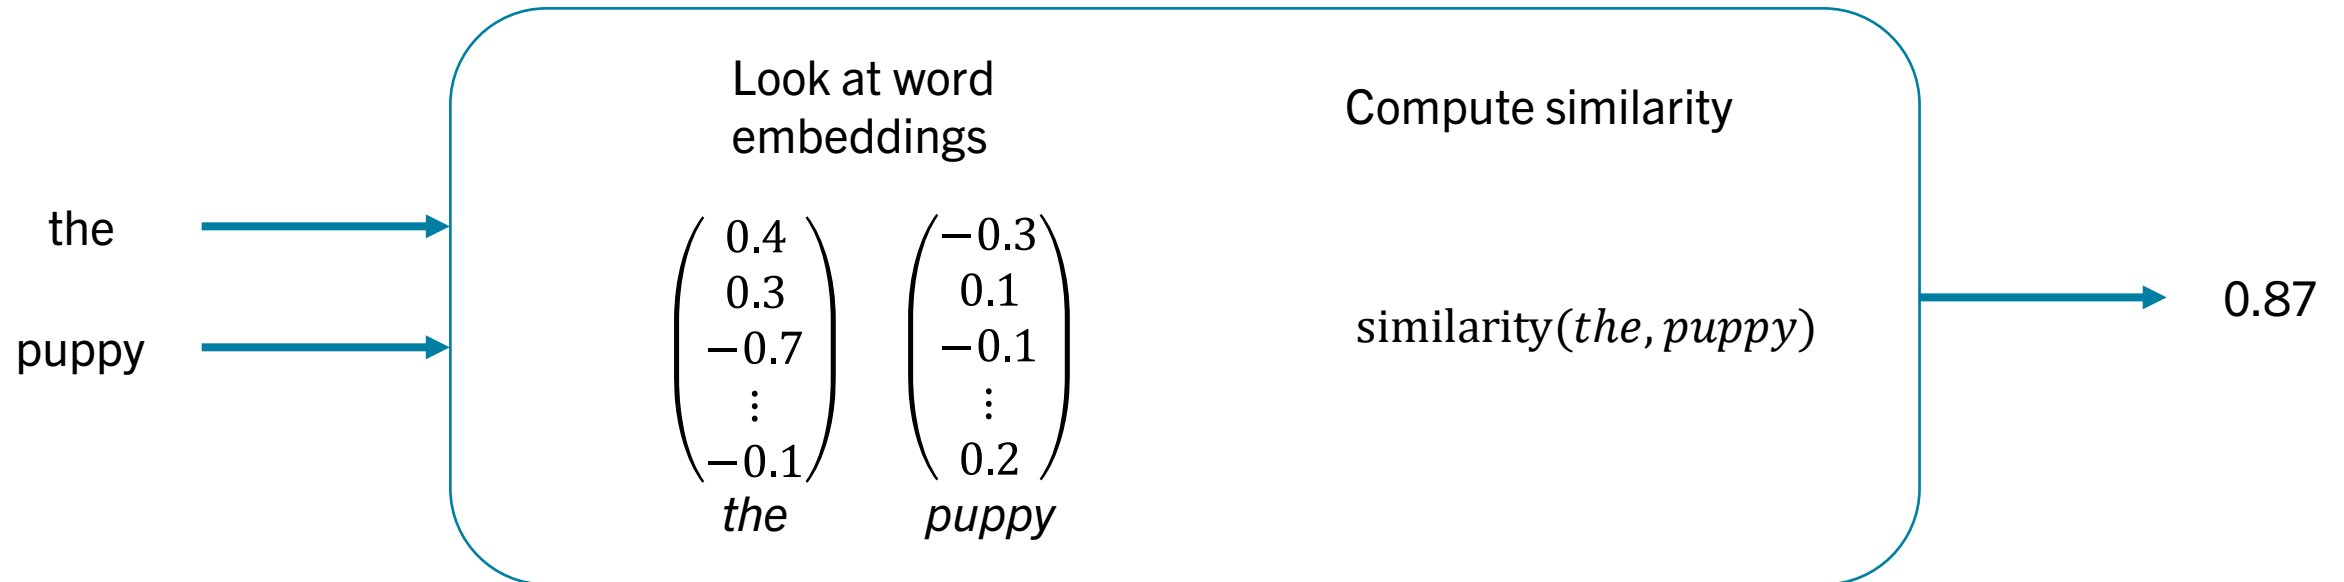 the
puppy
Look at word
embeddings
0.4
0.3
−0.7
⋮
−0.1
the
−0.3
0.1
−0.1
⋮
0.2
puppy
Compute similarity
similarity(the, puppy)
0.87